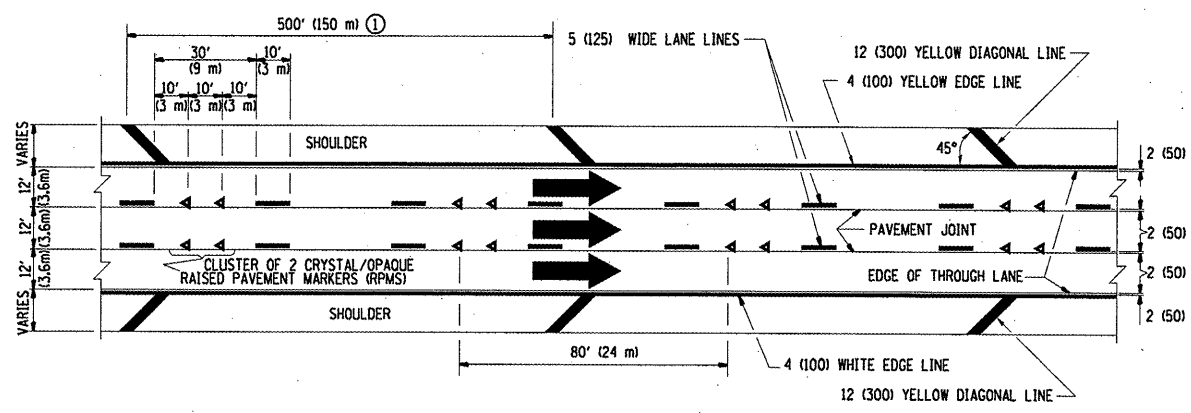 500' (150 m) ①
5 (125) WIDE LANE LINES
30'
(9 m)
10'
(3 m)
12 (300) YELLOW DIAGONAL LINE
4 (100) YELLOW EDGE LINE
10' 10' 10'
(3 m) (3 m) (3 m)
VARIES
SHOULDER
45°
2 (50)
12'
(3.6m)
12'
(3.6m)
PAVEMENT JOINT
2 (50)
12'
(3.6m)
CLUSTER OF 2 CRYSTAL/OPAQUE
RAISED PAVEMENT MARKERS (RPMS)
EDGE OF THROUGH LANE
2 (50)
VARIES
SHOULDER
2 (50)
80' (24 m)
4 (100) WHITE EDGE LINE
12 (300) YELLOW DIAGONAL LINE